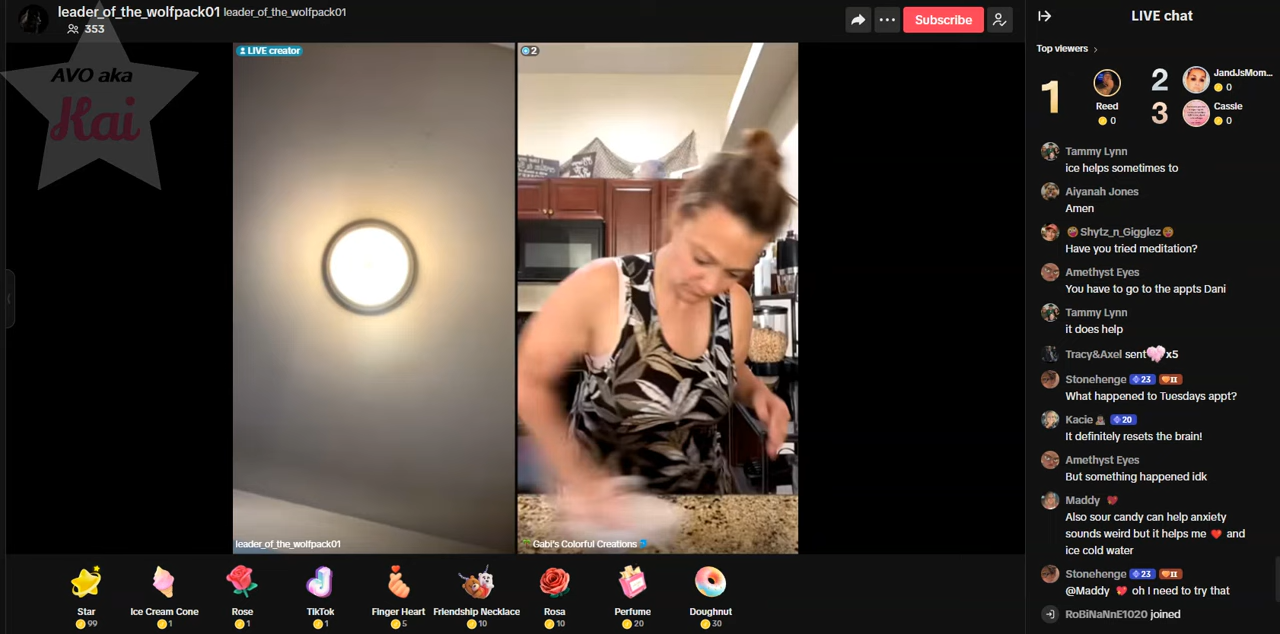 leader_of_the_wolfpack01 leader_of_the_wolfpack01
353
Subscribe
AVO aka
Kai
LIVE creator
2
leader_of_the_wolfpack01
Gabi's Colorful Creations
Star
99
Ice Cream Cone
1
Rose
1
TikTok
1
Finger Heart
5
Friendship Necklace
10
Rosa
10
Perfume
20
Doughnut
30
LIVE chat
Top viewers
1
Reed
0
2
JandJsMom...
0
3
Cassie
0
Tammy Lynn
ice helps sometimes to
Aiyanah Jones
Amen
Shytz_n_Gigglez
Have you tried meditation?
Amethyst Eyes
You have to go to the appts Dani
Tammy Lynn
it does help
Tracy&Axel sent x5
Stonehenge 23 II
What happened to Tuesdays appt?
Kacie 20
It definitely resets the brain!
Amethyst Eyes
But something happened idk
Maddy
Also sour candy can help anxiety
sounds weird but it helps me ❤️ and
ice cold water
Stonehenge 23 II
@Maddy 💘 oh I need to try that
RoBiNaNnE1020 joined